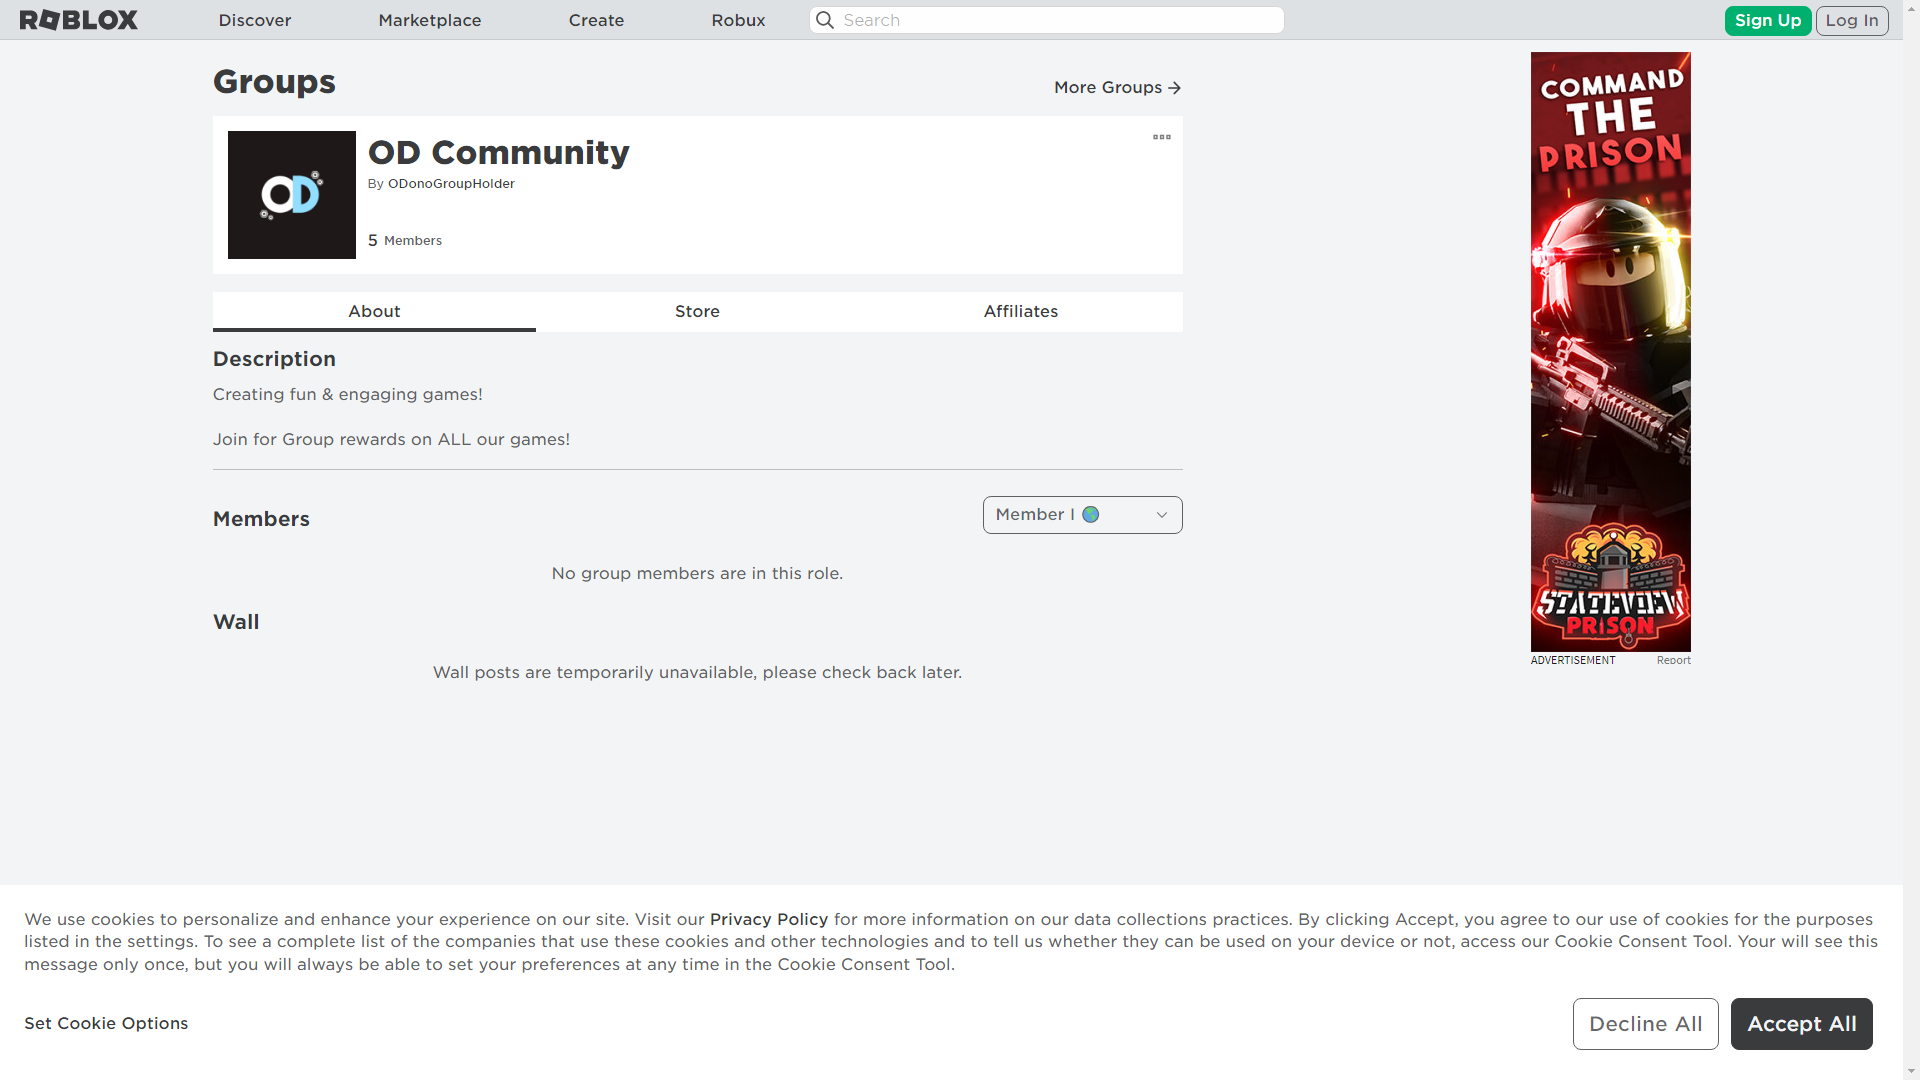 ROBLOX
Discover
Marketplace
Create
Robux
Search
Sign Up
Log In
Groups
More Groups
OD
OD Community
By ODonoGroupHolder
5 Members
About
Store
Affiliates
Description
Creating fun & engaging games!
Join for Group rewards on ALL our games!
Members
Member I
No group members are in this role.
Wall
Wall posts are temporarily unavailable, please check back later.
COMMAND
THE
PRISON
STATEVIEW
PRISON
ADVERTISEMENT
Report
We use cookies to personalize and enhance your experience on our site. Visit our Privacy Policy for more information on our data collections practices. By clicking Accept, you agree to our use of cookies for the purposes
listed in the settings. To see a complete list of the companies that use these cookies and other technologies and to tell us whether they can be used on your device or not, access our Cookie Consent Tool. Your will see this
message only once, but you will always be able to set your preferences at any time in the Cookie Consent Tool.
Set Cookie Options
Decline All
Accept All